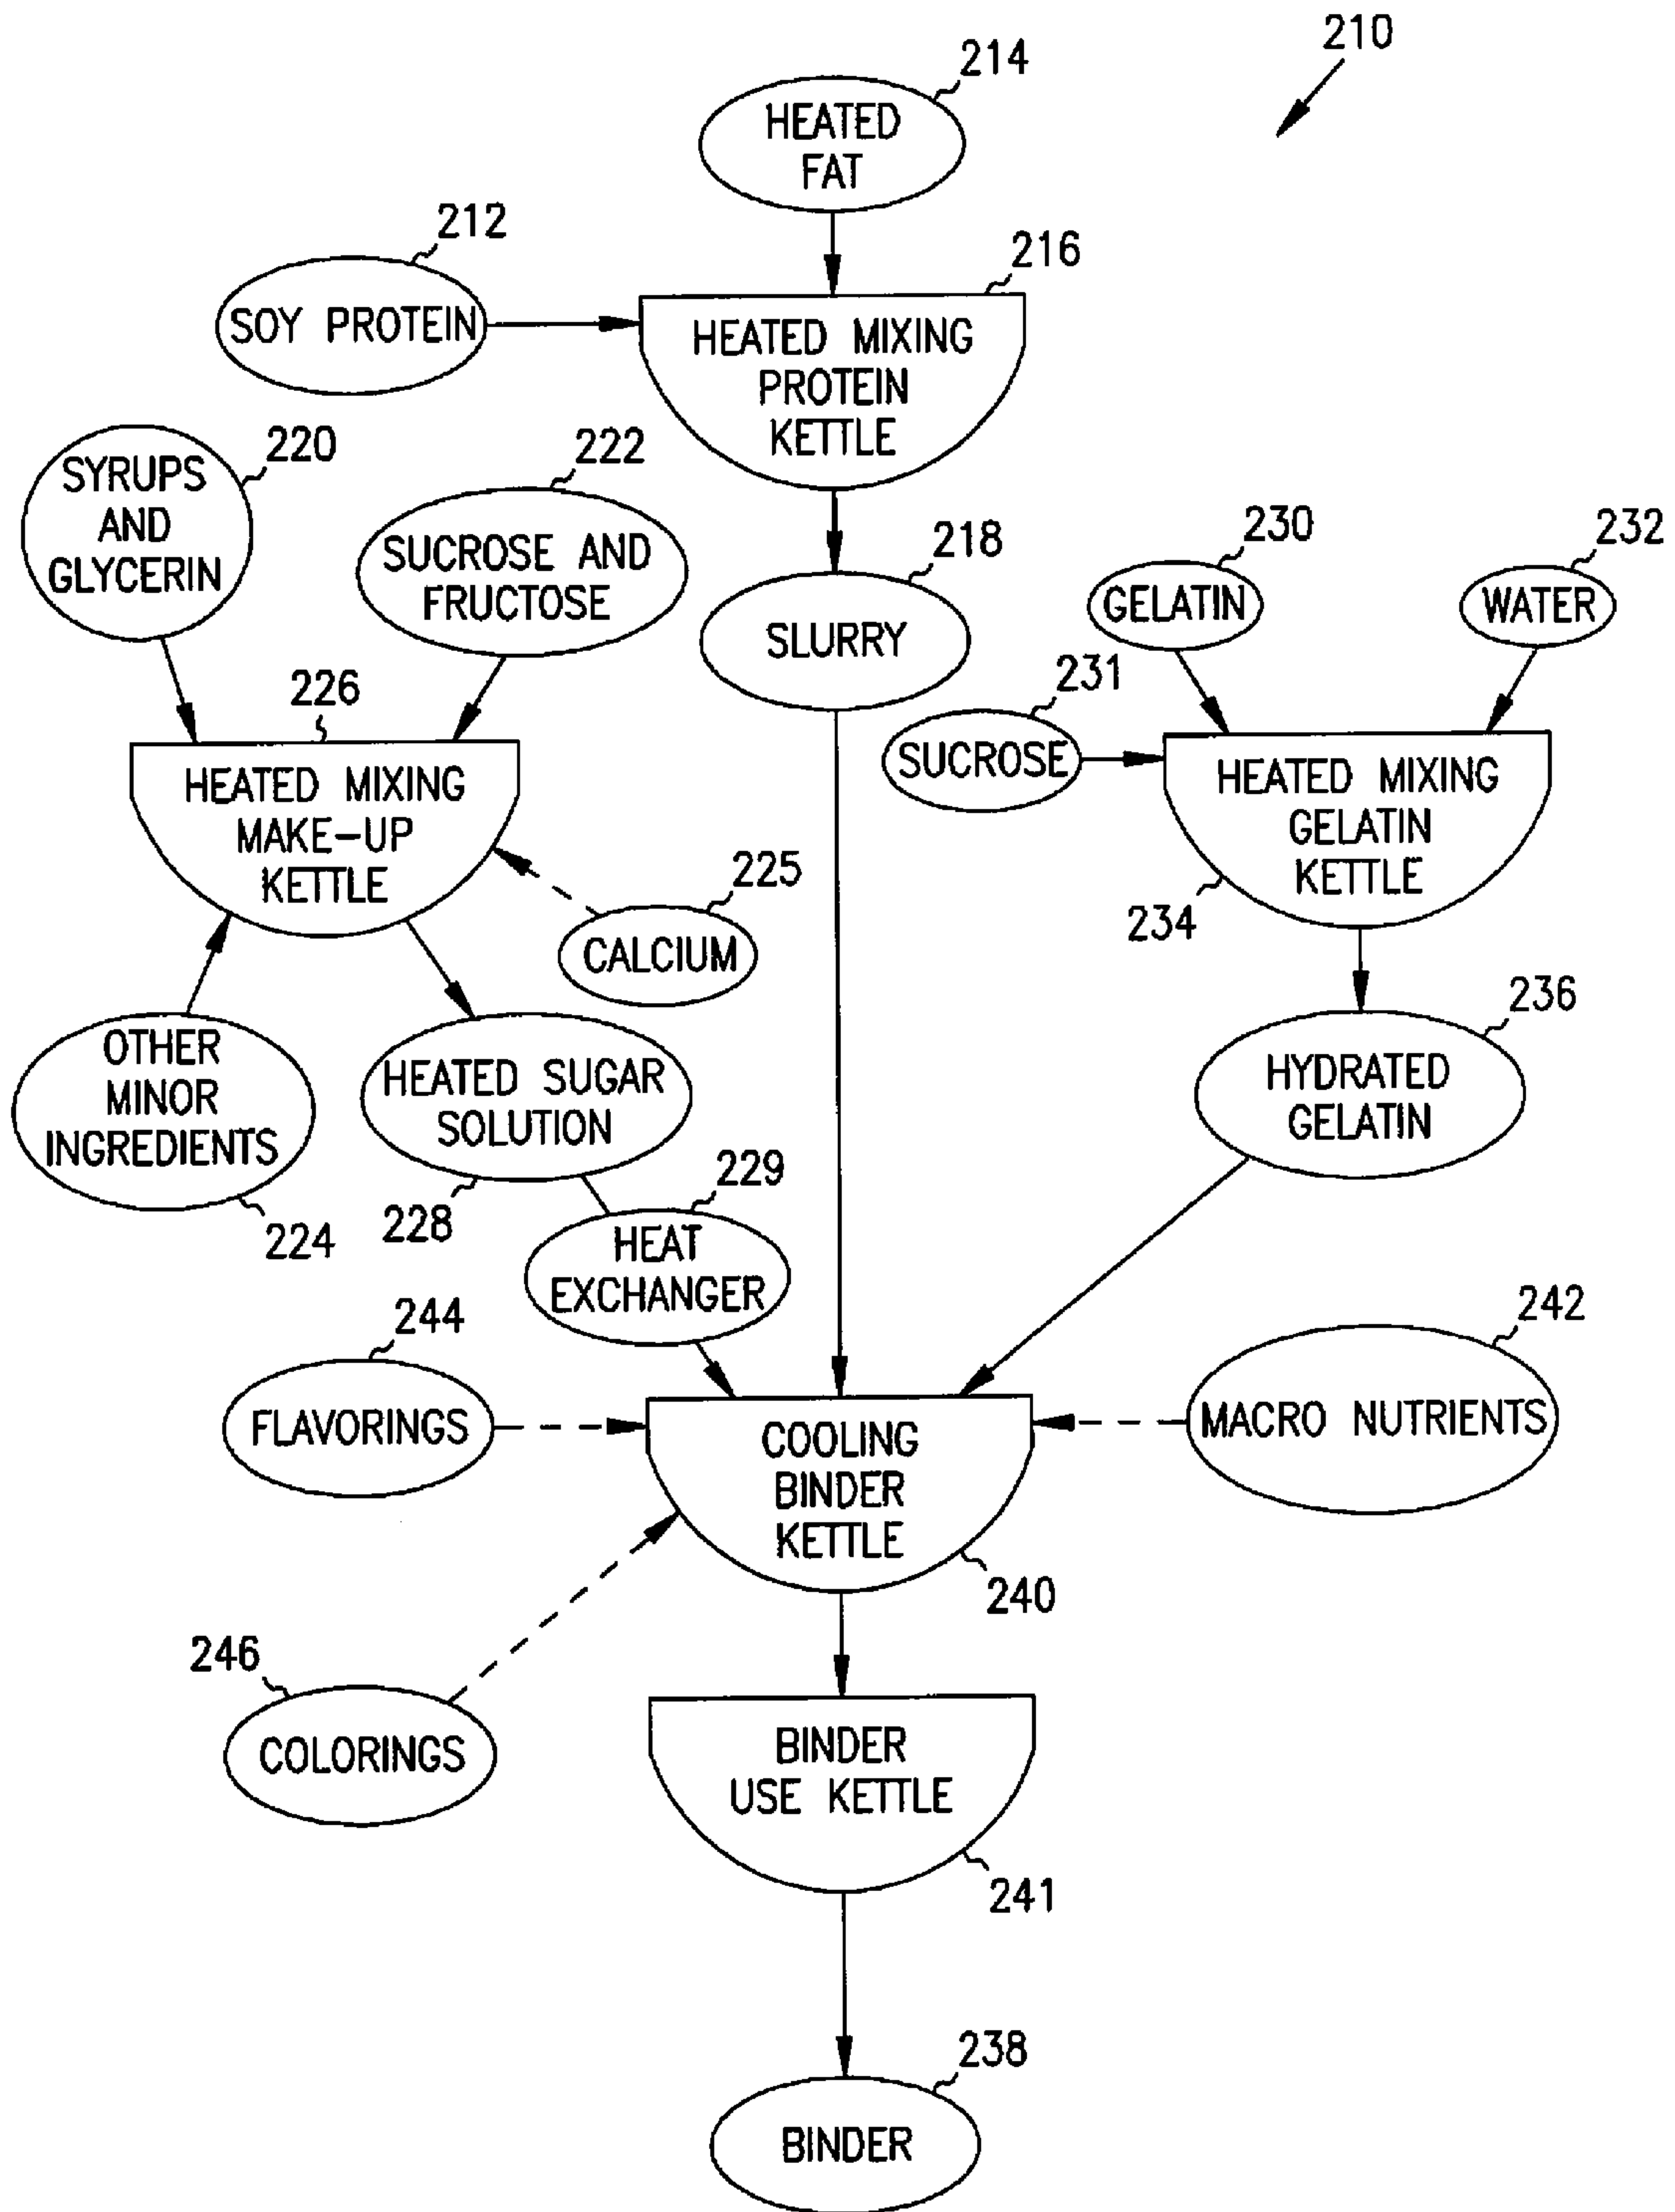 210
214
HEATED
FAT
212
216
SOY PROTEIN
HEATED MIXING
PROTEIN
KETTLE
220
SYRUPS
AND
GLYCERIN
222
SUCROSE AND
FRUCTOSE
218
SLURRY
230
GELATIN
232
WATER
231
SUCROSE
226
HEATED MIXING
MAKE-UP
KETTLE
HEATED MIXING
GELATIN
KETTLE
234
225
CALCIUM
OTHER
MINOR
INGREDIENTS
224
HEATED SUGAR
SOLUTION
228
236
HYDRATED
GELATIN
229
HEAT
EXCHANGER
244
FLAVORINGS
242
MACRO NUTRIENTS
COOLING
BINDER
KETTLE
240
246
COLORINGS
BINDER
USE KETTLE
241
238
BINDER